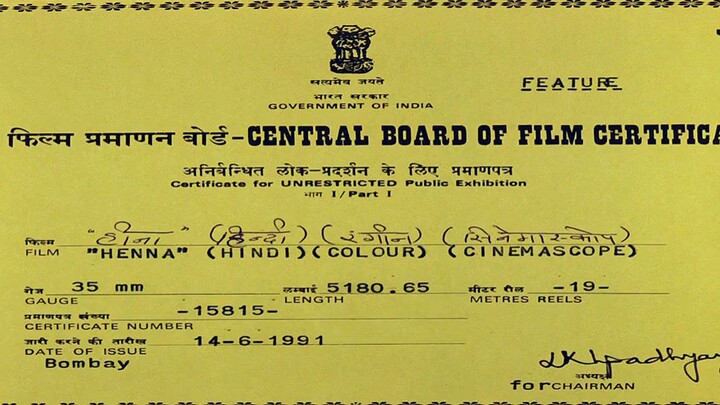 सत्यमेव जयते
FEATURE
भारत सरकार
GOVERNMENT OF INDIA
फिल्म प्रमाणन बोर्ड-CENTRAL BOARD OF FILM CERTIFICA
अनिर्बन्धित लोक-प्रदर्शन के लिए प्रमाणपत्र
Certificate for UNRESTRICTED Public Exhibition
भाग I/Part I
फिल्म "हीना" (हिन्दी) (रंगीन) (सिनेमास्कोप)
FILM "HENNA" (HINDI) (COLOUR) (CINEMASCOPE)
गेज 35 mm लम्बाई 5180.65 मीटर रील -19-
GAUGE LENGTH METRES REELS
प्रमाणपत्र संख्या -15815-
CERTIFICATE NUMBER
जारी करने की तारीख 14-6-1991
DATE OF ISSUE
Bombay
अध्यक्ष
for CHAIRMAN